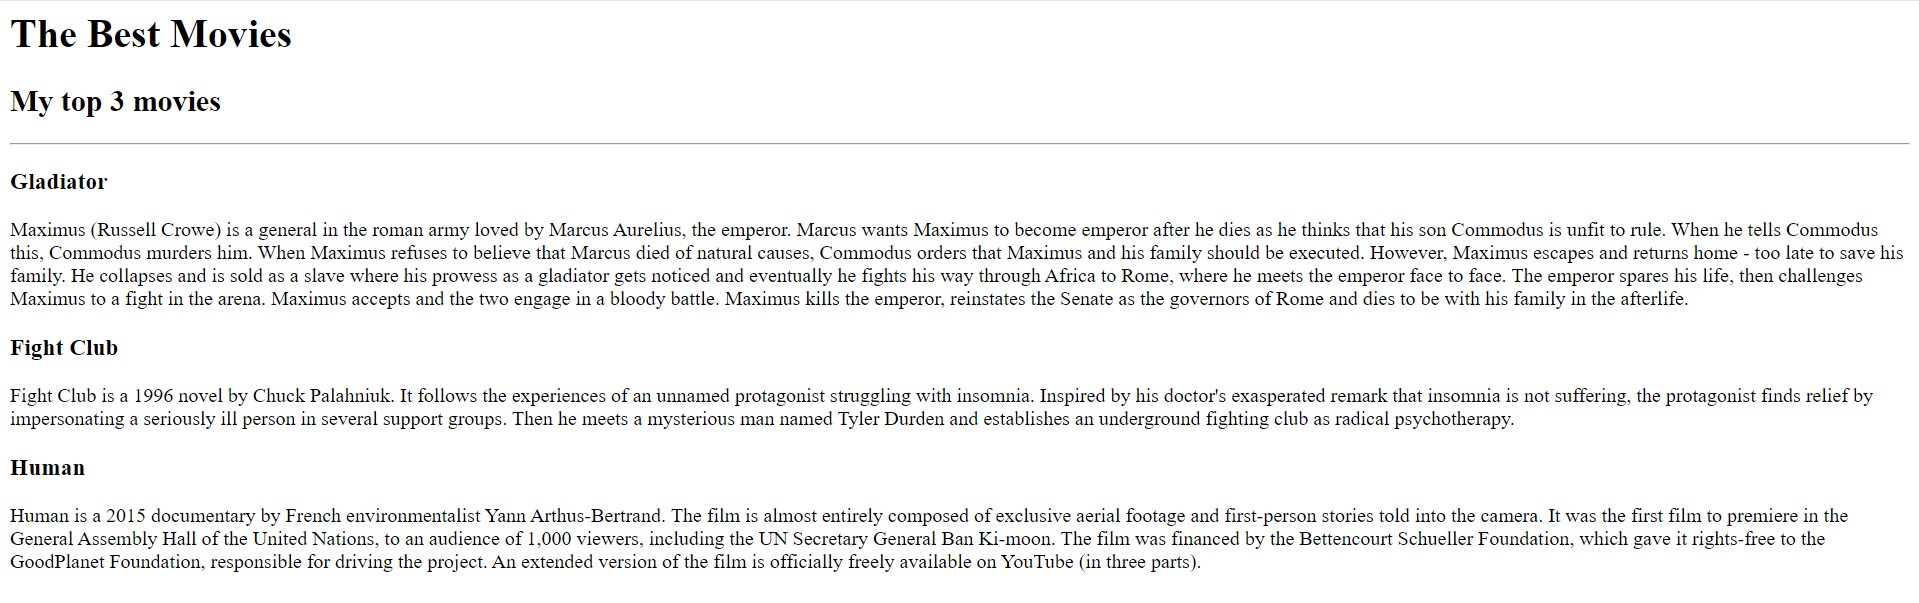 The Best Movies
My top 3 movies
Gladiator
Maximus (Russell Crowe) is a general in the roman army loved by Marcus Aurelius, the emperor. Marcus wants Maximus to become emperor after he dies as he thinks that his son Commodus is unfit to rule. When he tells Commodus
this, Commodus murders him. When Maximus refuses to believe that Marcus died of natural causes, Commodus orders that Maximus and his family should be executed. However, Maximus escapes and returns home - too late to save his
family. He collapses and is sold as a slave where his prowess as a gladiator gets noticed and eventually he fights his way through Africa to Rome, where he meets the emperor face to face. The emperor spares his life, then challenges
Maximus to a fight in the arena. Maximus accepts and the two engage in a bloody battle. Maximus kills the emperor, reinstates the Senate as the governors of Rome and dies to be with his family in the afterlife.
Fight Club
Fight Club is a 1996 novel by Chuck Palahniuk. It follows the experiences of an unnamed protagonist struggling with insomnia. Inspired by his doctor's exasperated remark that insomnia is not suffering, the protagonist finds relief by
impersonating a seriously ill person in several support groups. Then he meets a mysterious man named Tyler Durden and establishes an underground fighting club as radical psychotherapy.
Human
Human is a 2015 documentary by French environmentalist Yann Arthus-Bertrand. The film is almost entirely composed of exclusive aerial footage and first-person stories told into the camera. It was the first film to premiere in the
General Assembly Hall of the United Nations, to an audience of 1,000 viewers, including the UN Secretary General Ban Ki-moon. The film was financed by the Bettencourt Schueller Foundation, which gave it rights-free to the
GoodPlanet Foundation, responsible for driving the project. An extended version of the film is officially freely available on YouTube (in three parts).